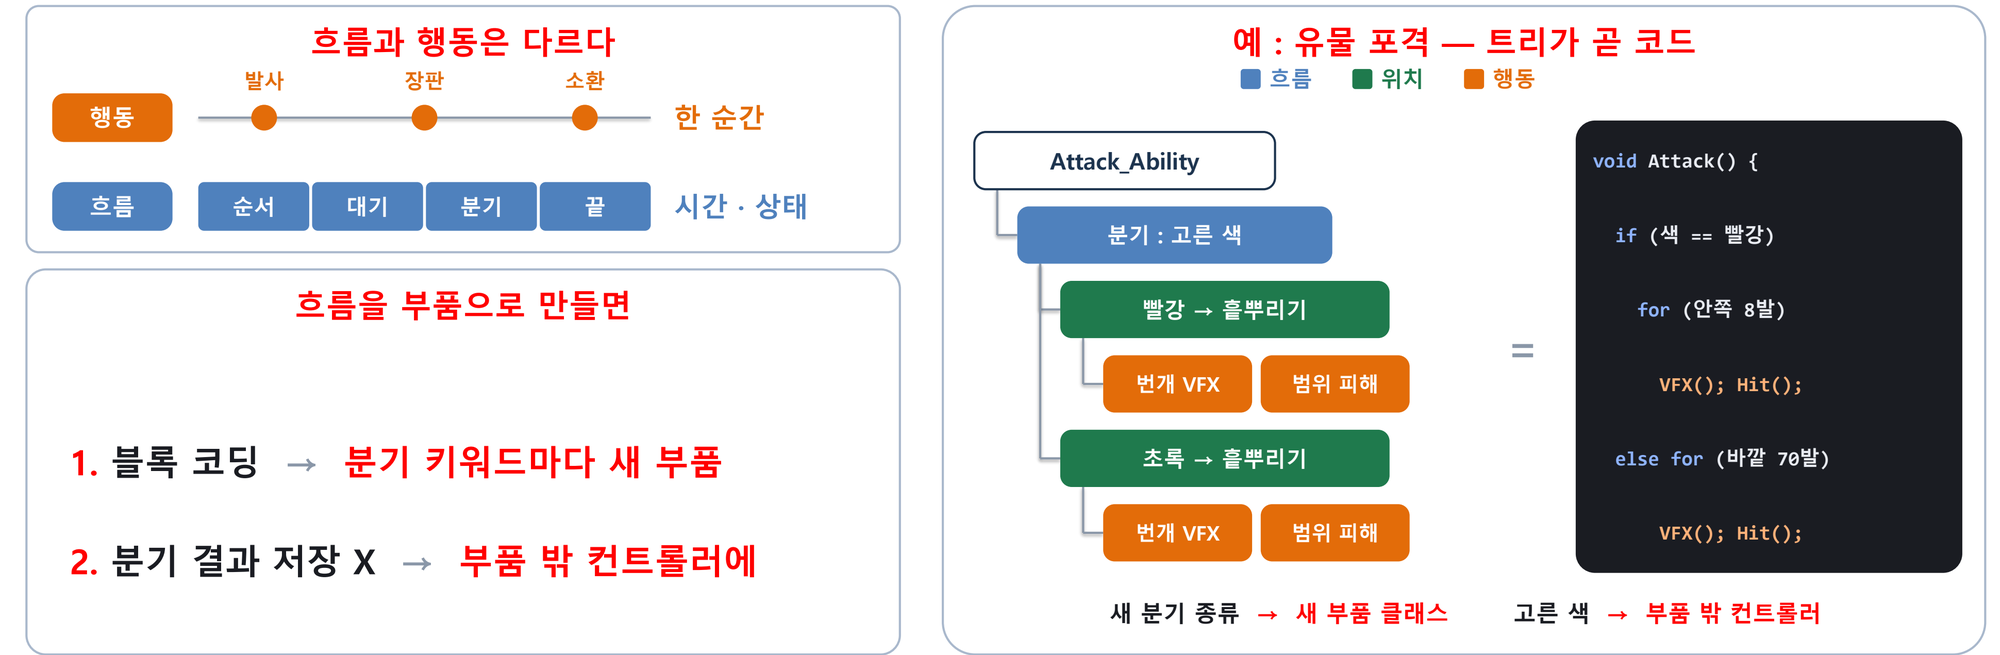 흐름과 행동은 다르다
발사 장판 소환
행동 한 순간
흐름 순서 대기 분기 끝 시간 · 상태
흐름을 부품으로 만들면
1. 블록 코딩 → 분기 키워드마다 새 부품
2. 분기 결과 저장 X → 부품 밖 컨트롤러에
예 : 유물 포격 — 트리가 곧 코드
흐름 위치 행동
Attack_Ability
분기 : 고른 색
빨강 → 흩뿌리기
번개 VFX 범위 피해
초록 → 흩뿌리기
번개 VFX 범위 피해
=
void Attack() {
if (색 == 빨강)
for (안쪽 8발)
VFX(); Hit();
else for (바깥 70발)
VFX(); Hit();
새 분기 종류 → 새 부품 클래스 고른 색 → 부품 밖 컨트롤러